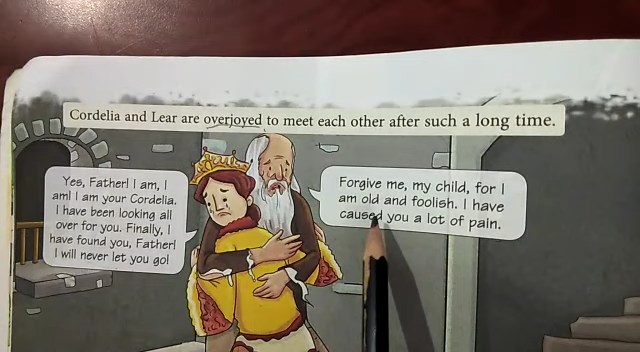 Cordelia and Lear are overjoyed to meet each other after such a long time.
Yes, Father! I am, I
am! I am your Cordelia.
I have been looking all
over for you. Finally, I
have found you, Father!
I will never let you go!
Forgive me, my child, for I
am old and foolish. I have
caused you a lot of pain.